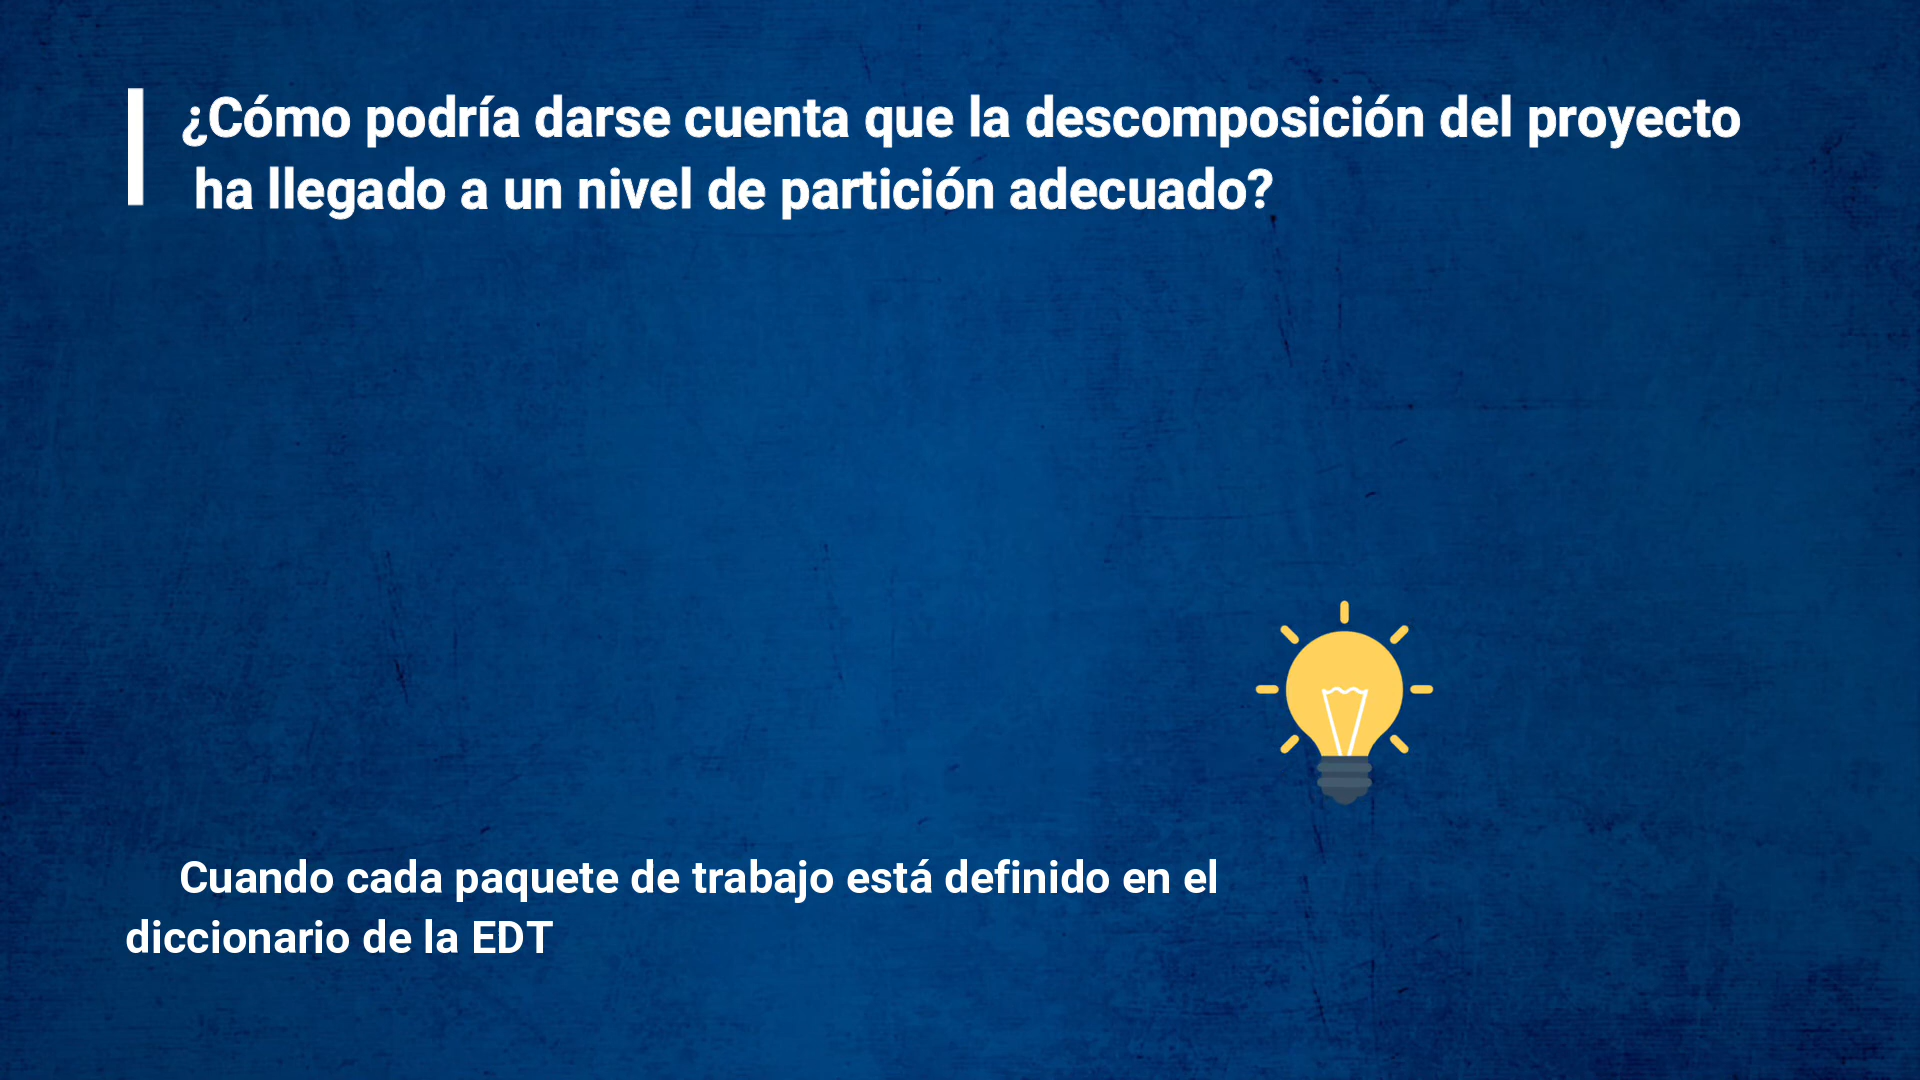 ¿Cómo podría darse cuenta que la descomposición del proyecto
ha llegado a un nivel de partición adecuado?
Cuando cada paquete de trabajo está definido en el
diccionario de la EDT